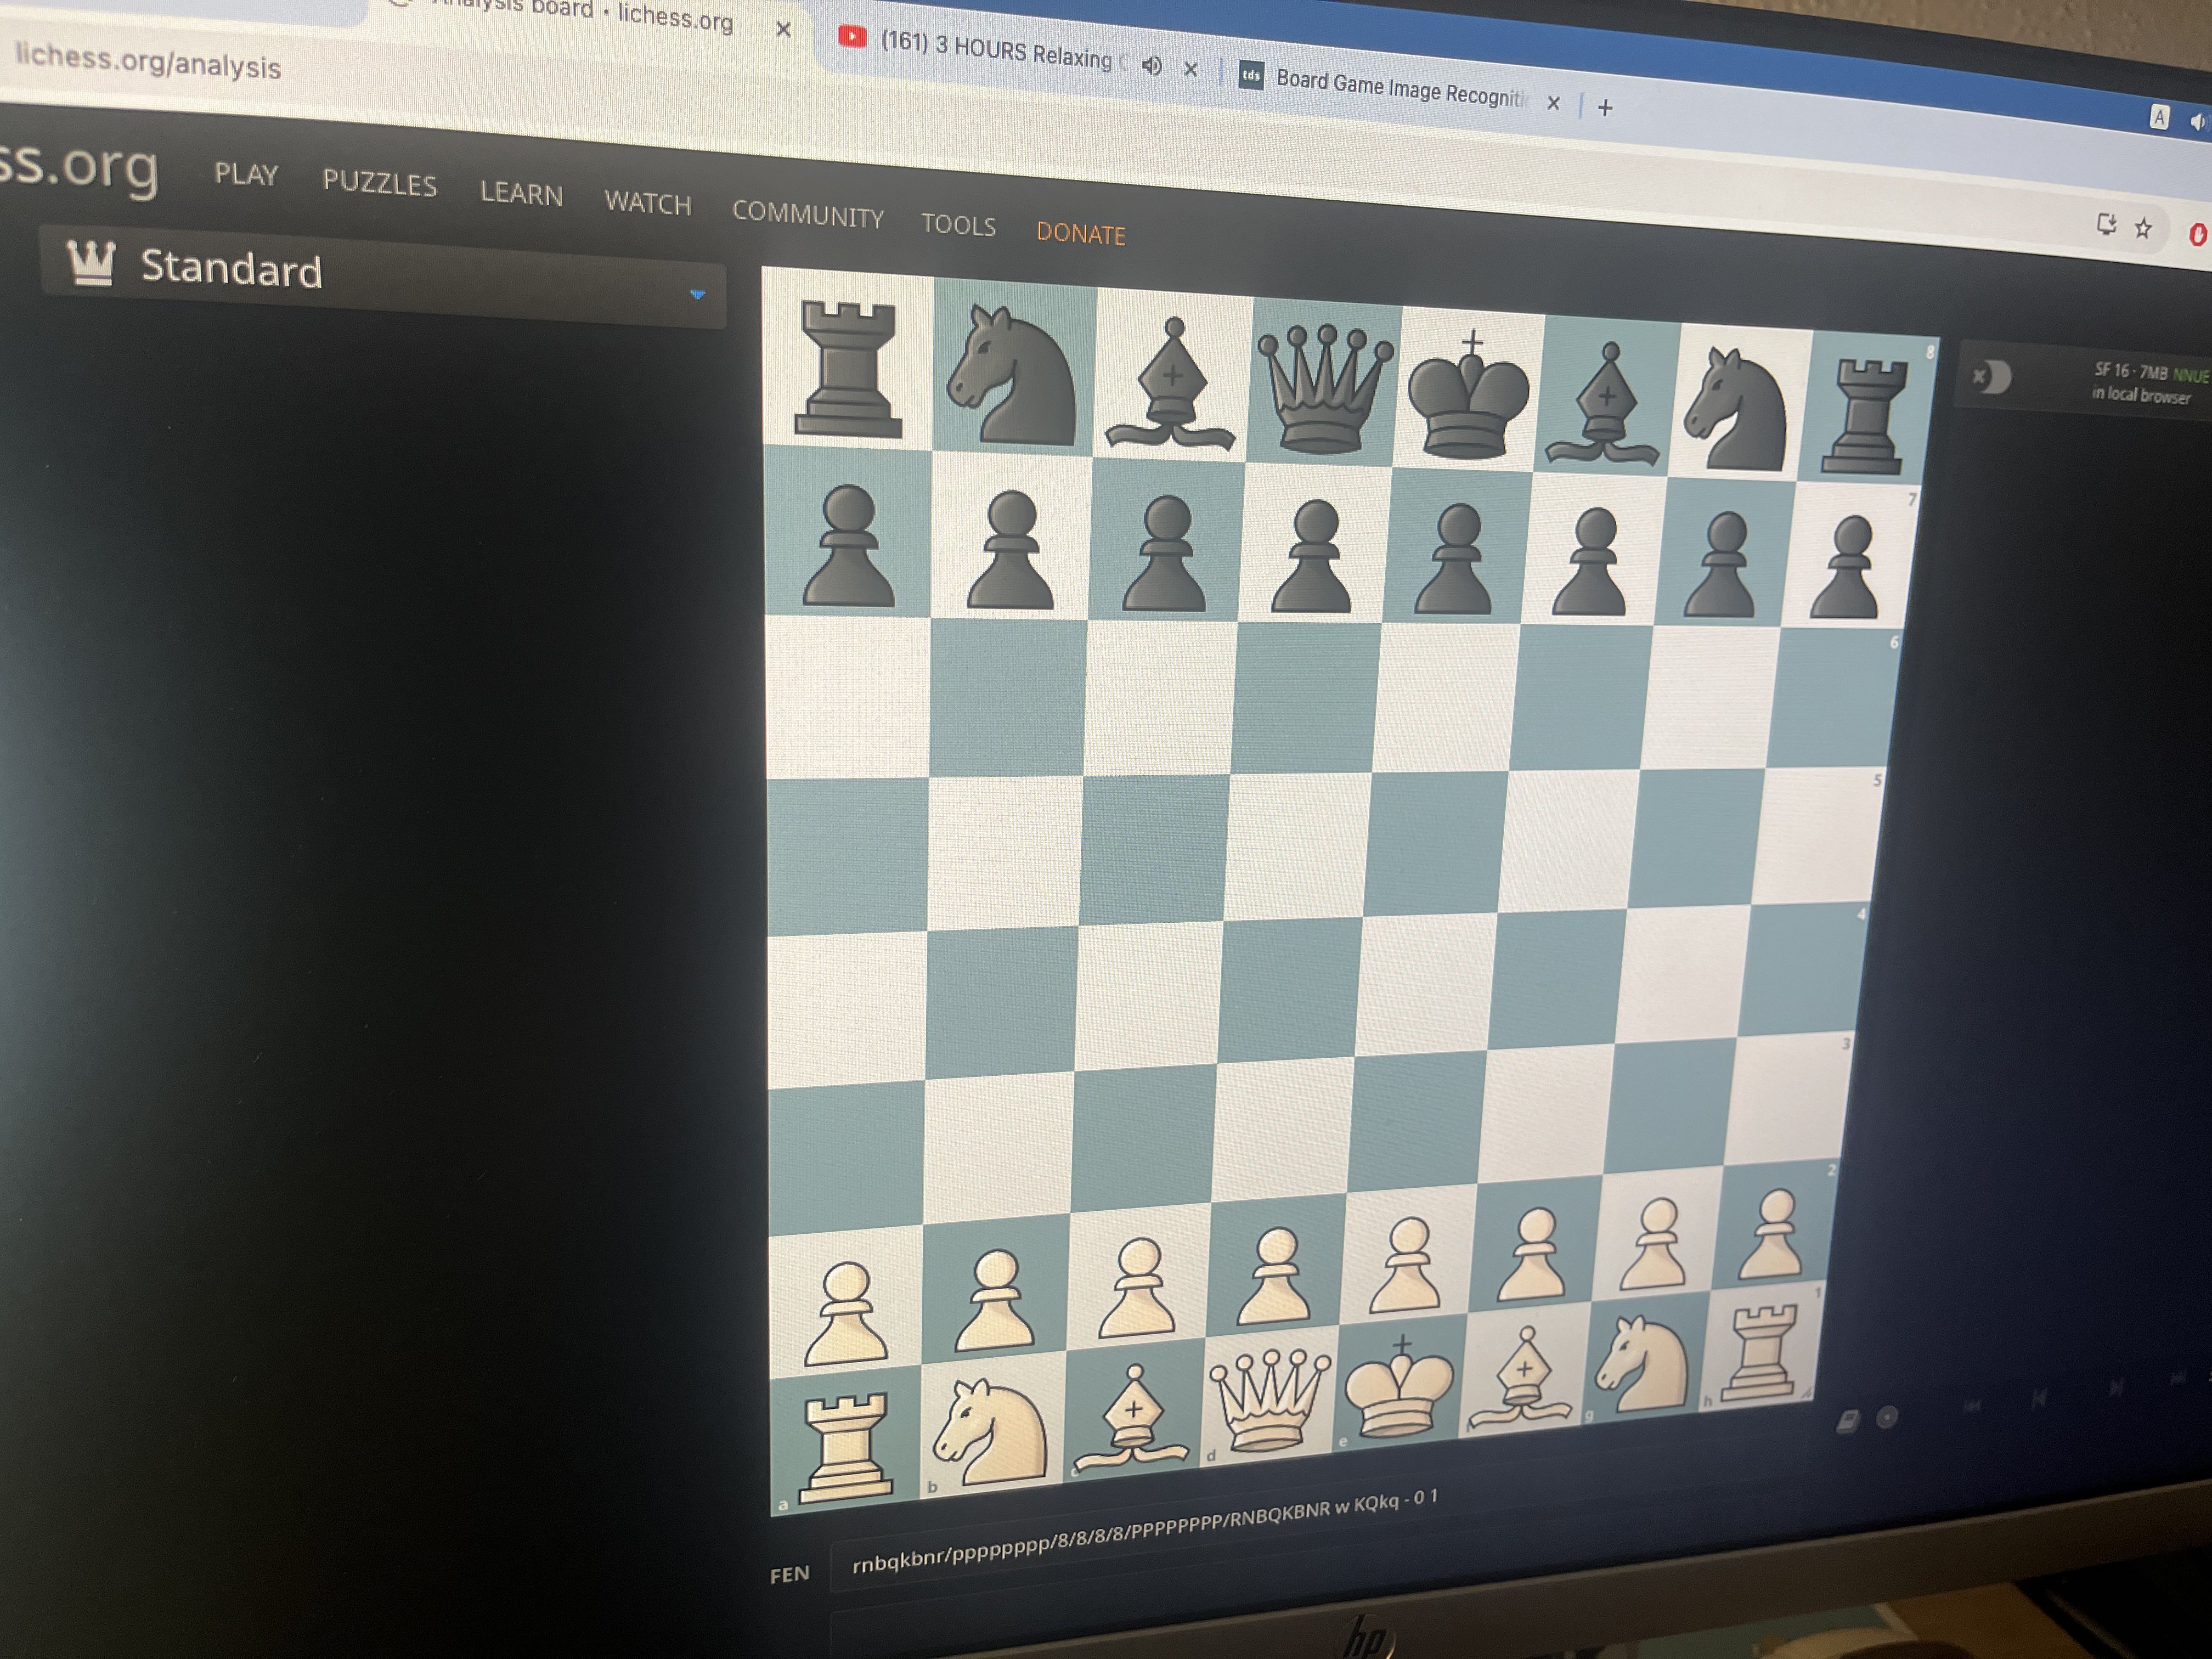 Analysis board • lichess.org
(161) 3 HOURS Relaxing
tds Board Game Image Recogniti
lichess.org/analysis
A
ss.org
PLAY PUZZLES LEARN WATCH COMMUNITY TOOLS DONATE
Standard
SF 16 - 7MB NNUE
in local browser
8
7
6
5
4
3
2
1
a b c d e g h
FEN rnbqkbnr/pppppppp/8/8/8/8/PPPPPPPP/RNBQKBNR w KQkq - 0 1
hp